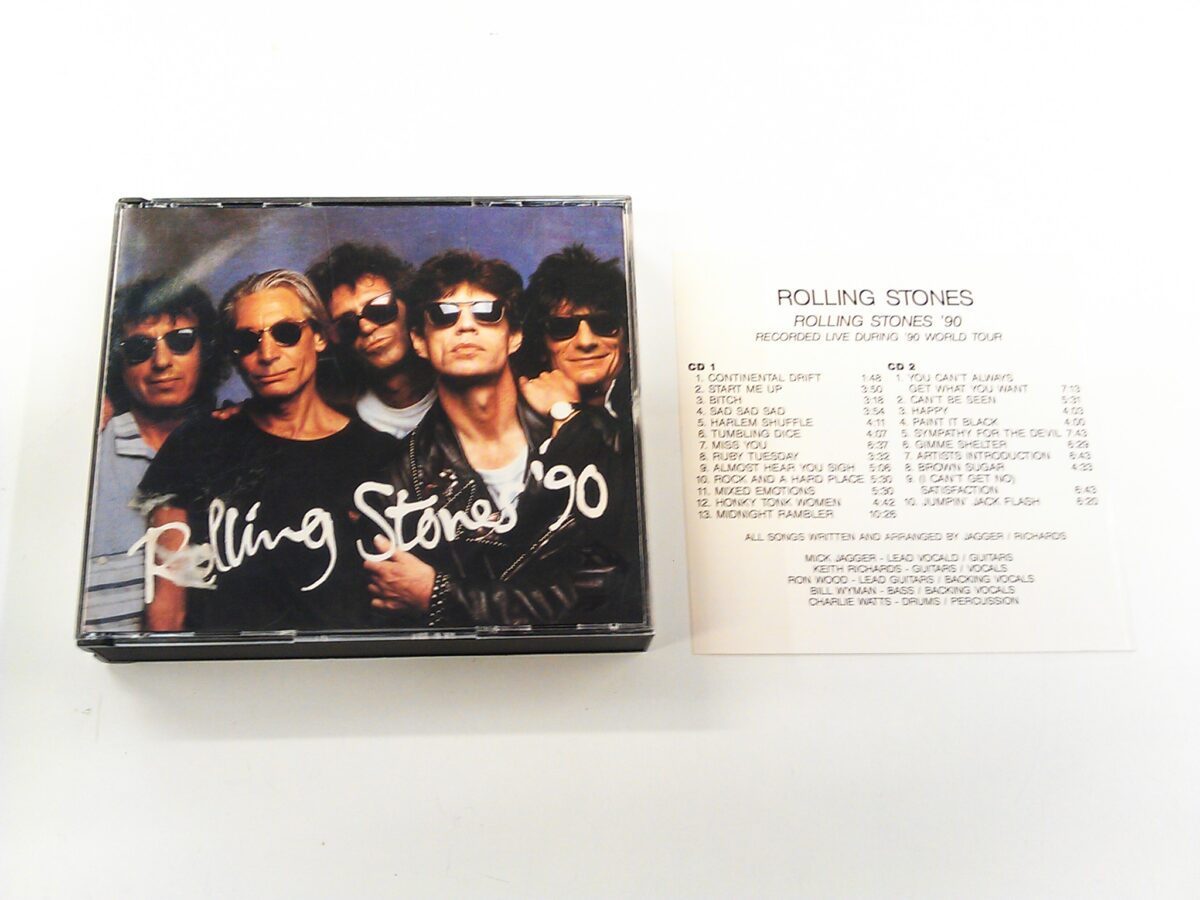 Rolling Stones '90
ROLLING STONES
ROLLING STONES '90
RECORDED LIVE DURING '90 WORLD TOUR
CD 1
1. CONTINENTAL DRIFT 1:48
2. START ME UP 3:50
3. BITCH 3:18
4. SAD SAD SAD 3:54
5. HARLEM SHUFFLE 4:11
6. TUMBLING DICE 4:07
7. MISS YOU 6:37
8. RUBY TUESDAY 3:32
9. ALMOST HEAR YOU SIGH 5:06
10. ROCK AND A HARD PLACE 5:30
11. MIXED EMOTIONS 5:30
12. HONKY TONK WOMEN 4:42
13. MIDNIGHT RAMBLER 10:26
CD 2
1. YOU CAN'T ALWAYS
GET WHAT YOU WANT 7:13
2. CAN'T BE SEEN 5:31
3. HAPPY 4:03
4. PAINT IT BLACK 4:00
5. SYMPATHY FOR THE DEVIL 7:43
6. GIMME SHELTER 6:29
7. ARTISTS INTRODUCTION 6:43
8. BROWN SUGAR 4:33
9. (I CAN'T GET NO)
SATISFACTION 6:43
10. JUMPIN' JACK FLASH 6:20
ALL SONGS WRITTEN AND ARRANGED BY JAGGER / RICHARDS
MICK JAGGER - LEAD VOCALD / GUITARS
KEITH RICHARDS - GUITARS / VOCALS
RON WOOD - LEAD GUITARS / BACKING VOCALS
BILL WYMAN - BASS / BACKING VOCALS
CHARLIE WATTS - DRUMS / PERCUSSION